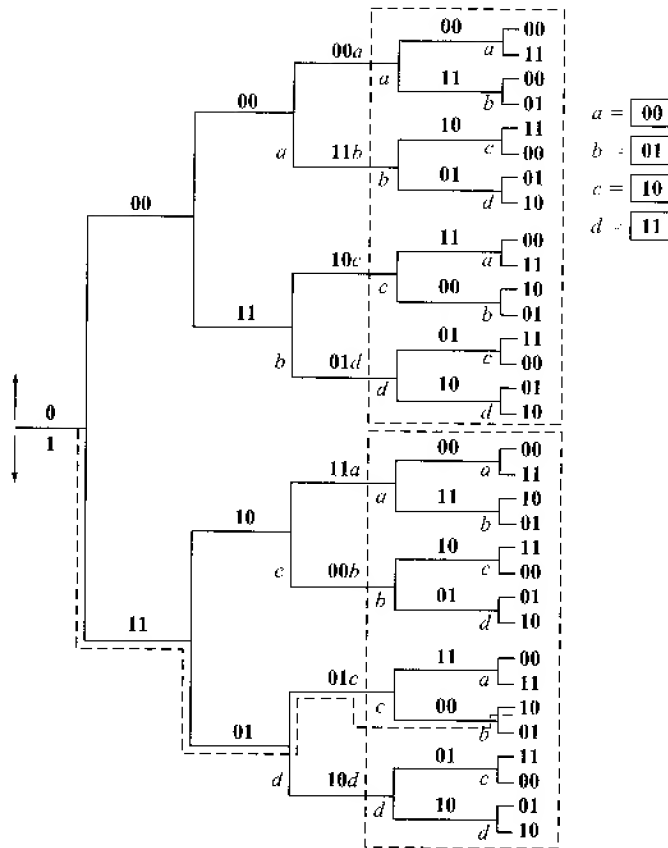 00 00
00a a a 11
11 00
00 b 01
a = 00
11b 10 11
a b c 00
b = 01
01 01
d 10
c = 10
00
d = 11
11 00
10c a 11
c 00 10
b 01
11
01 11
b 01d c 00
d 10 01
d 10
0
1
00 00
11a a 11
a 11 10
b 01
10
10 11
c 00b c 00
b 01 01
d 10
11
11 00
01c a 11
c 00 10
b 01
01
01 11
d 10d c 00
d 10 01
d 10